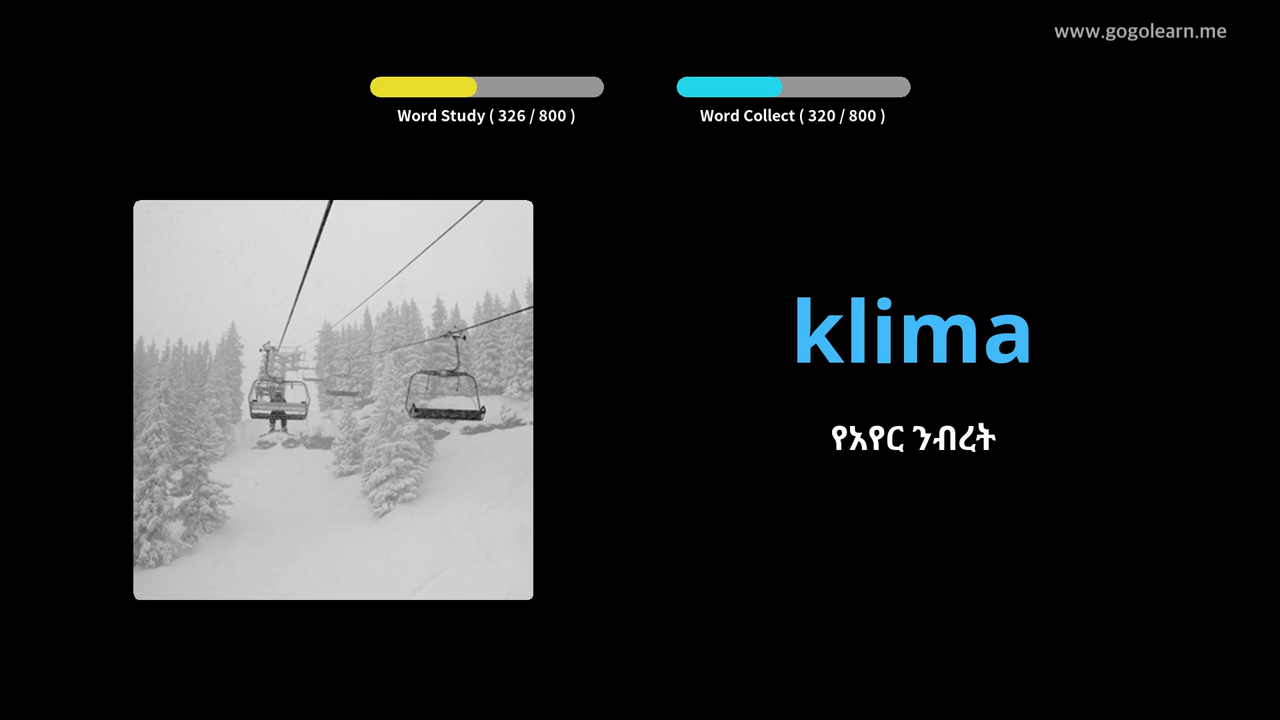 www.gogolearn.me
Word Study ( 326 / 800 )
Word Collect ( 320 / 800 )
klima
የአየር ንብረት